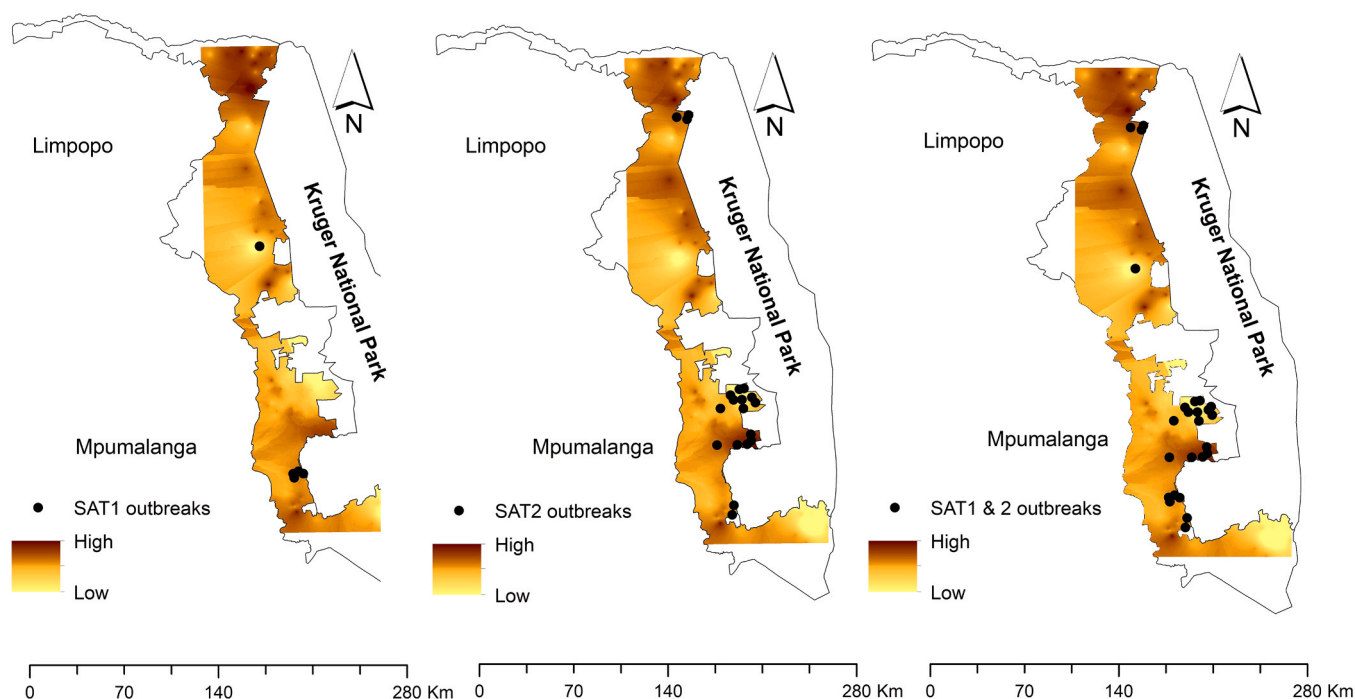 N
Limpopo
Kruger National Park
Mpumalanga
SAT1 outbreaks
High
Low
0 70 140 280 Km
N
Limpopo
Kruger National Park
Mpumalanga
SAT2 outbreaks
High
Low
0 70 140 280 Km
N
Limpopo
Kruger National Park
Mpumalanga
SAT1 & 2 outbreaks
High
Low
0 70 140 280 Km